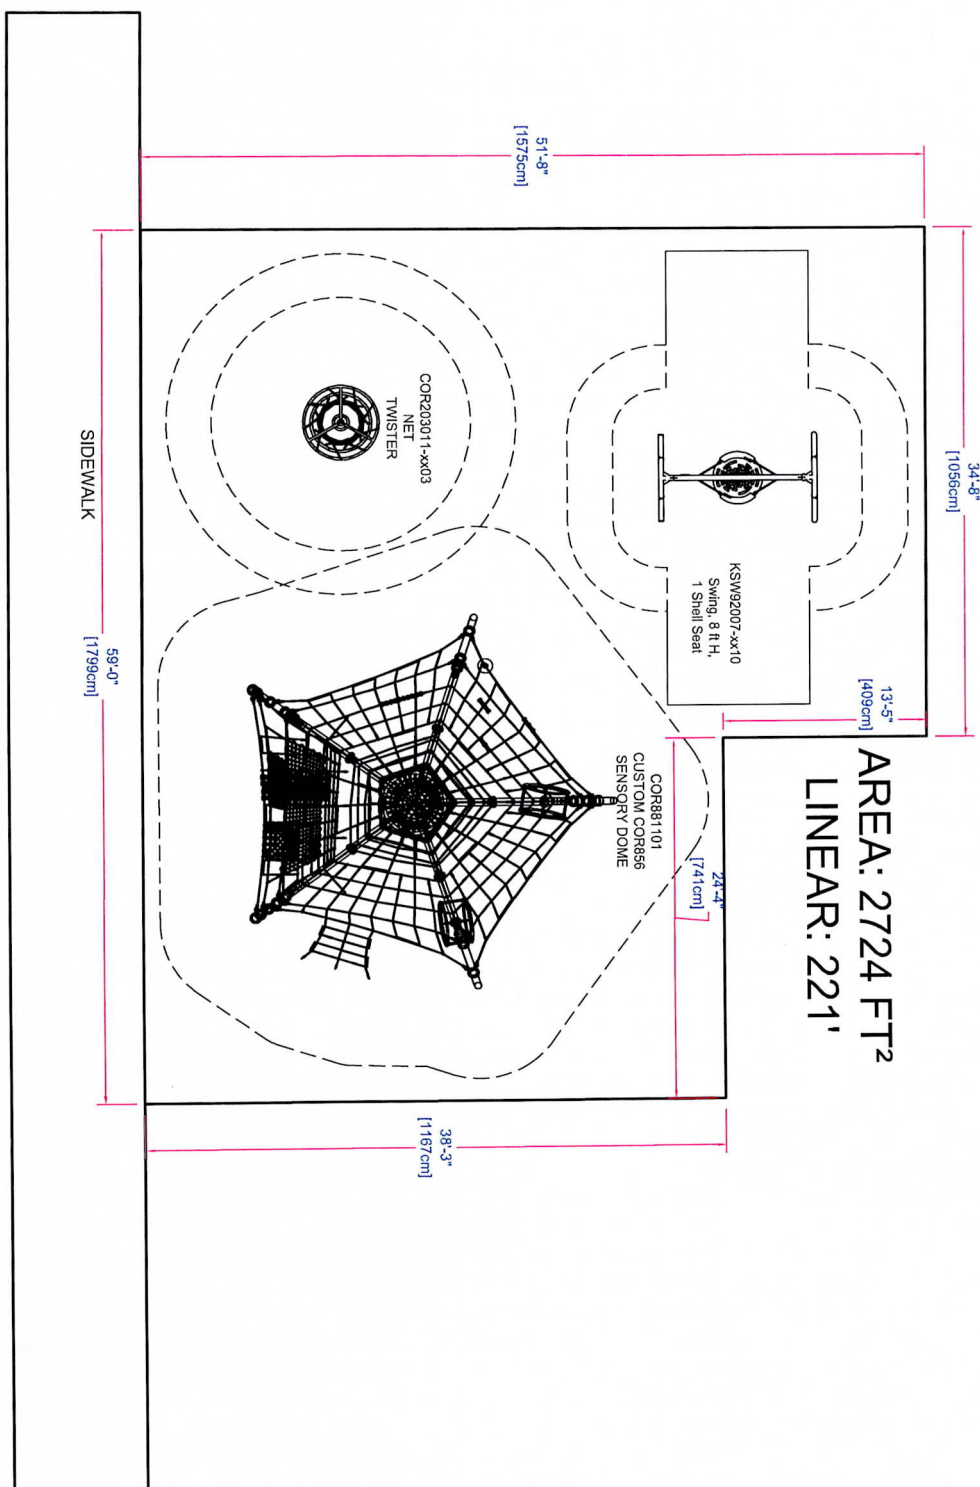 34'-8"
[1056cm]
51'-8"
[1575cm]
13'-5"
[409cm]
AREA: 2724 FT²
LINEAR: 221'
KSW92007-xx10
Swing, 8 ft H,
1 Shell Seat
24'-4"
[741cm]
COR881101
CUSTOM COR856
SENSORY DOME
COR203011-xx03
NET
TWISTER
38'-3"
[1167cm]
59'-0"
[1799cm]
SIDEWALK